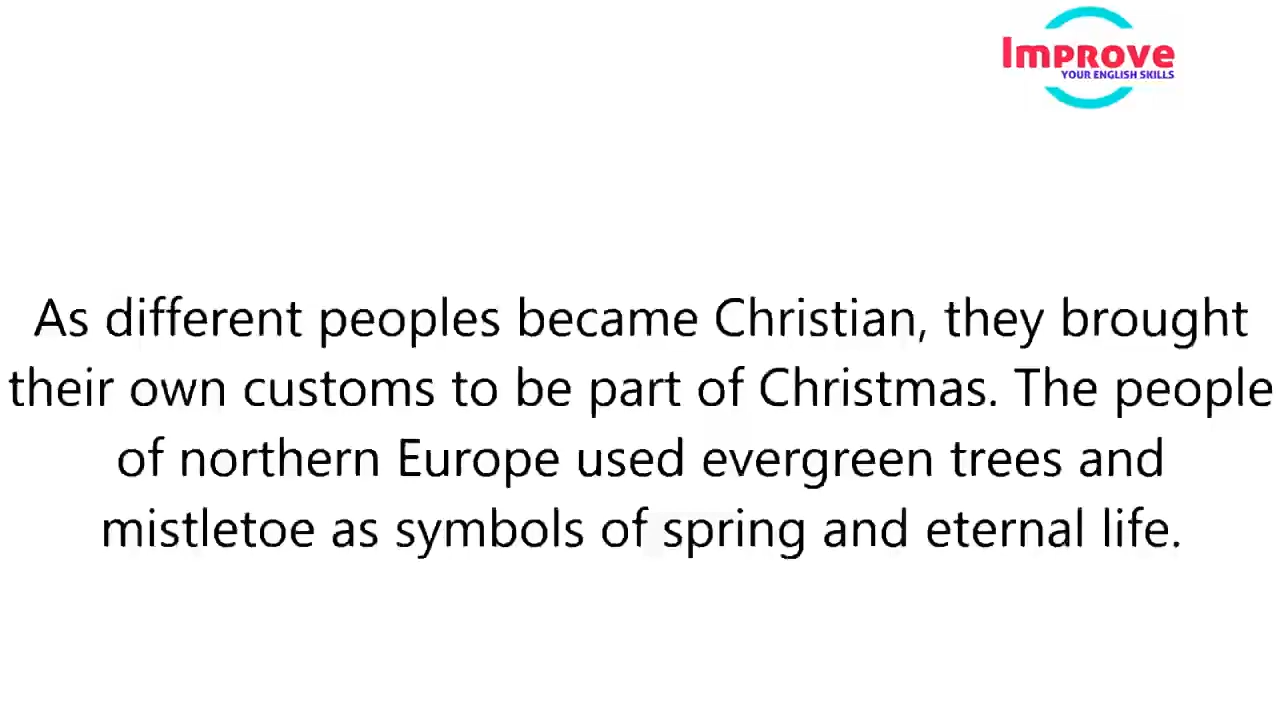 Improve
YOUR ENGLISH SKILLS
As different peoples became Christian, they brought
their own customs to be part of Christmas. The people
of northern Europe used evergreen trees and
mistletoe as symbols of spring and eternal life.